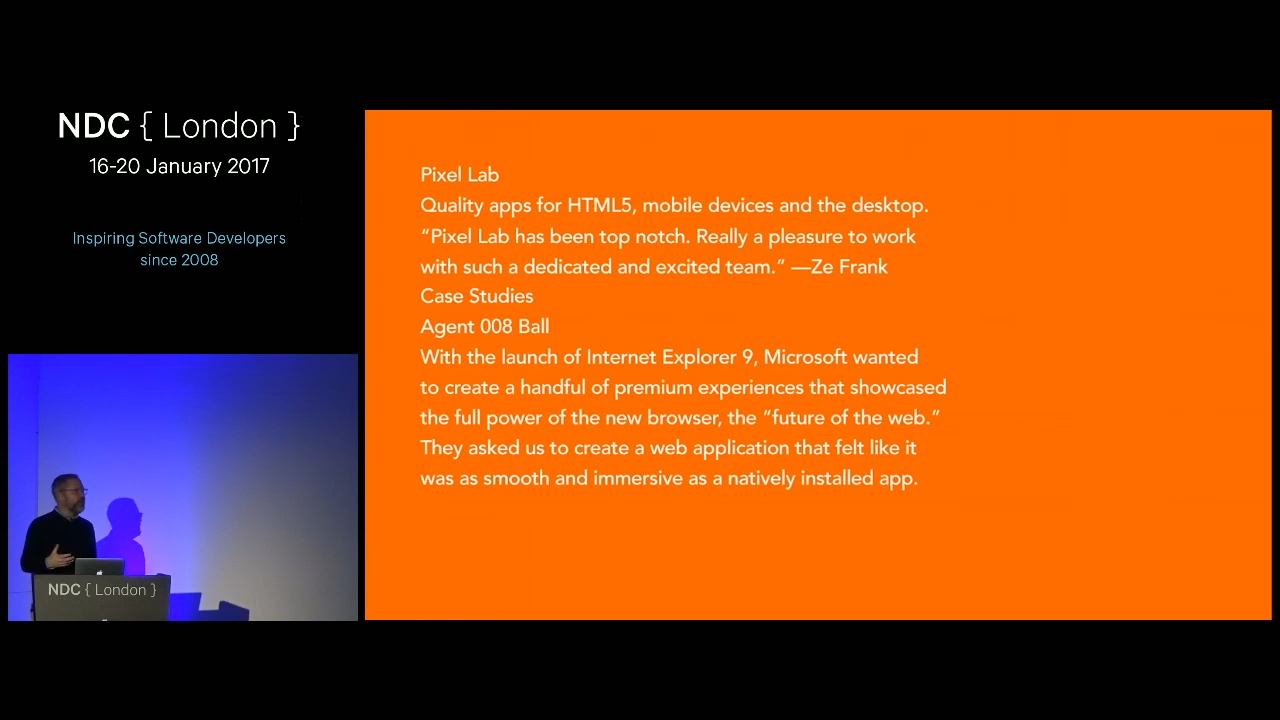 NDC { London }
16-20 January 2017
Inspiring Software Developers
since 2008
Pixel Lab
Quality apps for HTML5, mobile devices and the desktop.
“Pixel Lab has been top notch. Really a pleasure to work
with such a dedicated and excited team.” —Ze Frank
Case Studies
Agent 008 Ball
With the launch of Internet Explorer 9, Microsoft wanted
to create a handful of premium experiences that showcased
the full power of the new browser, the “future of the web.”
They asked us to create a web application that felt like it
was as smooth and immersive as a natively installed app.
NDC { London }